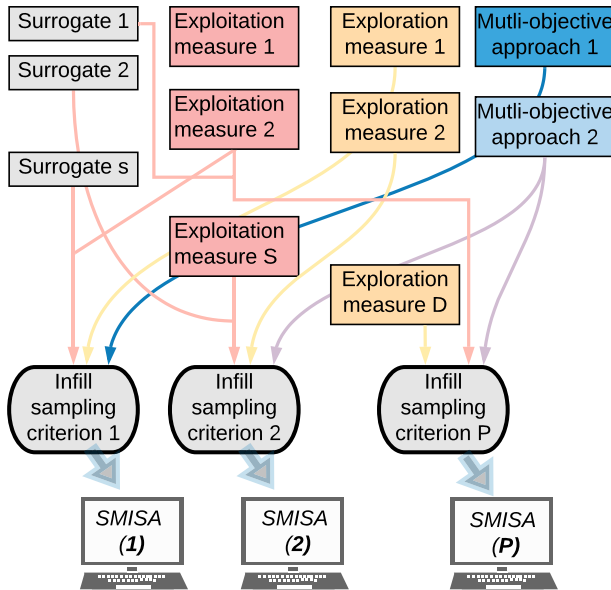 Surrogate 1
Surrogate 2
Surrogate s
Exploitation
measure 1
Exploitation
measure 2
Exploitation
measure S
Exploration
measure 1
Exploration
measure 2
Exploration
measure D
Mutli-objective
approach 1
Mutli-objective
approach 2
Infill
sampling
criterion 1
Infill
sampling
criterion 2
Infill
sampling
criterion P
SMISA
(1)
SMISA
(2)
SMISA
(P)